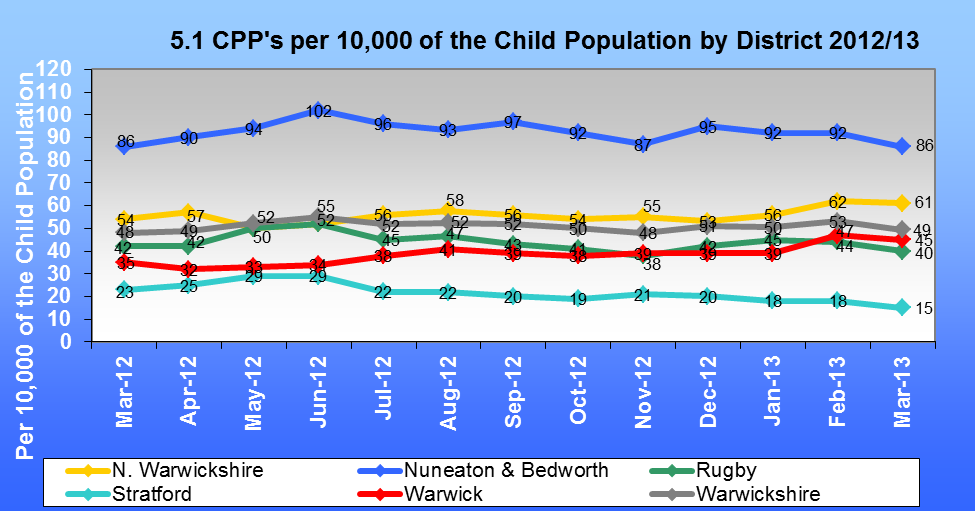 5.1 CPP's per 10,000 of the Child Population by District 2012/13
Per 10,000 of the Child Population
120
110
100
90
80
70
60
50
40
30
20
10
0
86 90 94 102 96 93 97 92 87 95 92 92 86
54 57 56 58 56 54 55 53 56 62 61
48 49 52 55 52 52 52 50 48 51 50 53 49
42 42 50 52 45 47 43 41 38 42 45 44 40
35 32 33 34 38 41 39 38 39 39 39 47 45
23 25 29 29 22 22 20 19 21 20 18 18 15
Mar-12 Apr-12 May-12 Jun-12 Jul-12 Aug-12 Sep-12 Oct-12 Nov-12 Dec-12 Jan-13 Feb-13 Mar-13
N. Warwickshire Nuneaton & Bedworth Rugby
Stratford Warwick Warwickshire